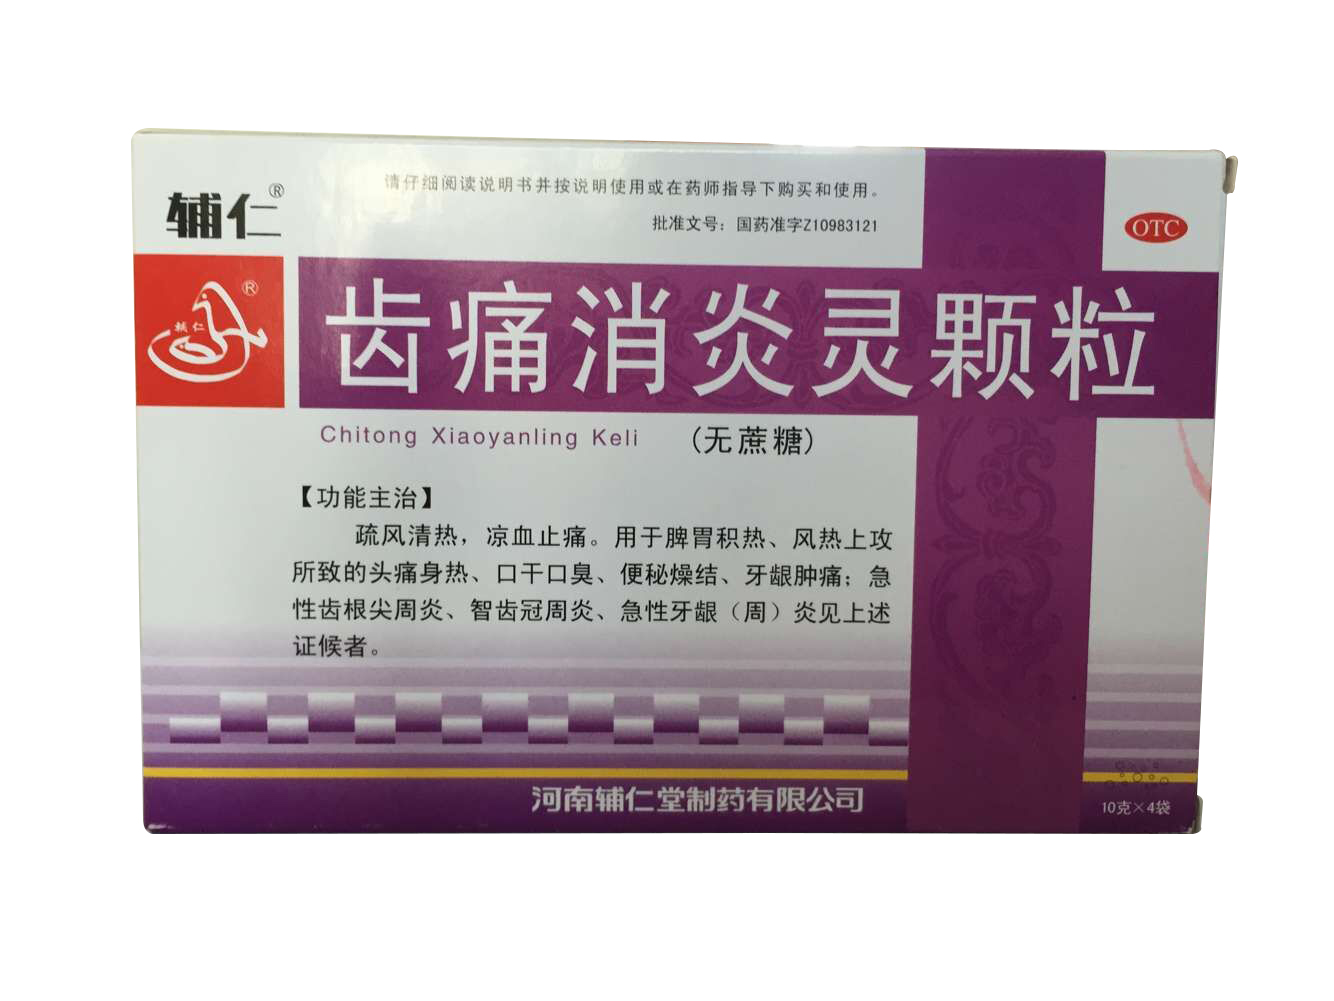 请仔细阅读说明书并按说明使用或在药师指导下购买和使用。
批准文号：国药准字Z10983121
辅仁®
OTC
辅仁®
齿痛消炎灵颗粒
Chitong Xiaoyanling Keli （无蔗糖）
【功能主治】
疏风清热，凉血止痛。用于脾胃积热、风热上攻
所致的头痛身热、口干口臭、便秘燥结、牙龈肿痛；急
性齿根尖周炎、智齿冠周炎、急性牙龈（周）炎见上述
证候者。
河南辅仁堂制药有限公司
10克×4袋